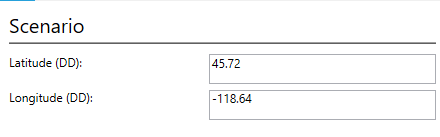 Scenario
Latitude (DD): 45.72
Longitude (DD): -118.64